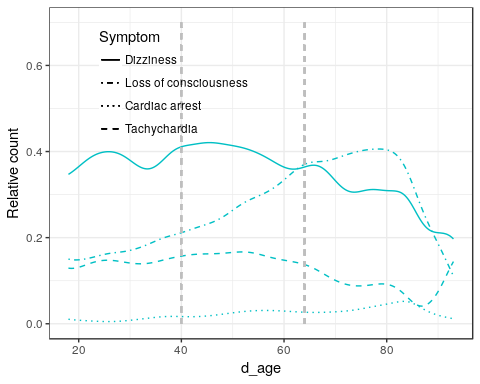 Symptom
Dizziness
Loss of consciousness
Cardiac arrest
Tachychardia
0.6
0.4
0.2
0.0
Relative count
20 40 60 80
d_age